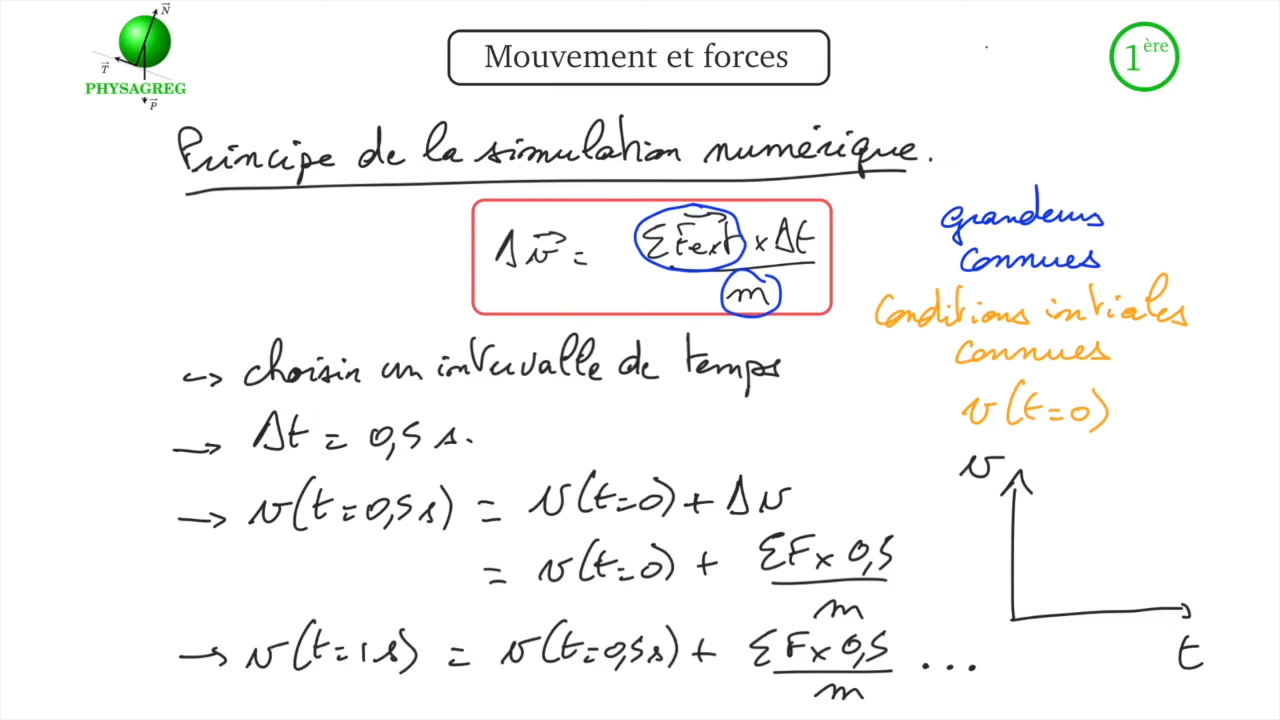 N⃗
T⃗
PHYSAGREG
P⃗
Mouvement et forces
1ère
Principe de la simulation numérique.
Δv⃗ = (ΣF⃗ext × Δt) / m
grandeurs
connues
Conditions initiales
connues
v(t=0)
↪ choisir un intervalle de temps
→ Δt = 0,5 s.
→ v(t=0,5s) = v(t=0) + Δv
= v(t=0) + (ΣF × 0,5) / m
→ v(t=1s) = v(t=0,5s) + (ΣF × 0,5) / m ...
v
t